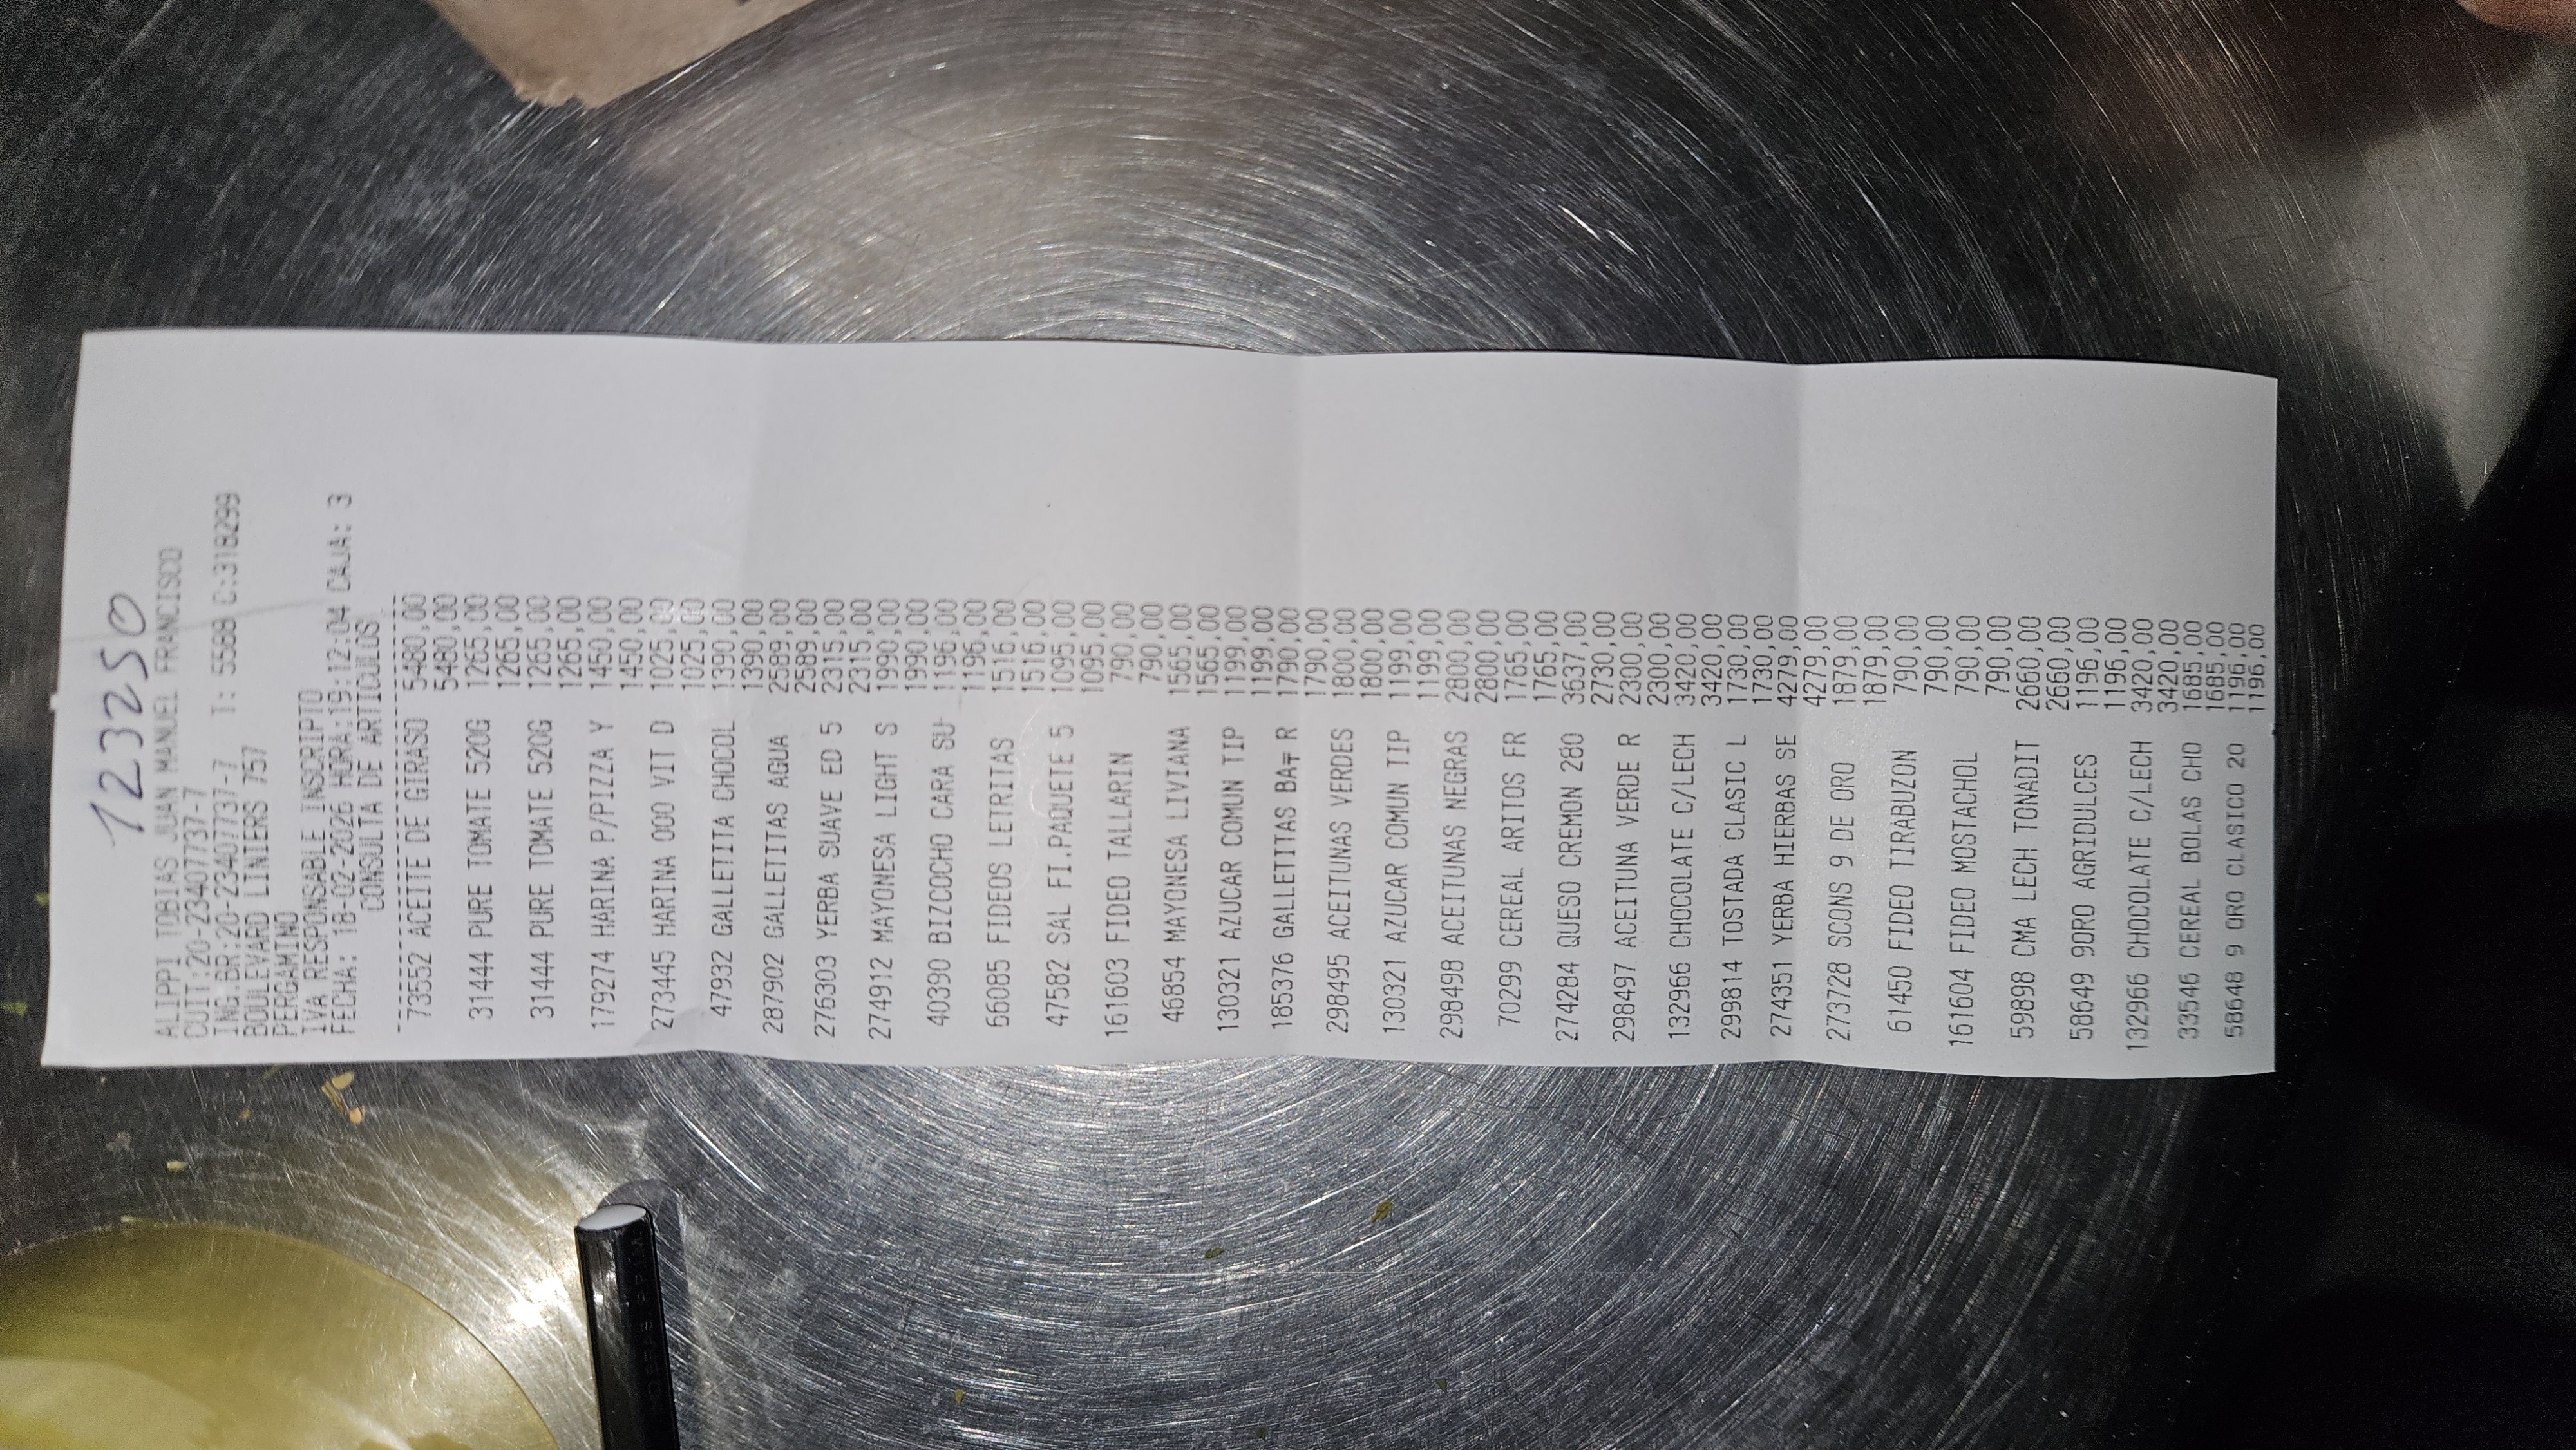 123250
ALIPPI TOBIAS JUAN MANUEL FRANCISCO
CUIT:20-23407737-7
ING.BR:20-23407737-7 T: 5568 C:318299
BOULEVARD LINIERS 757
PERGAMINO
IVA RESPONSABLE INSCRIPTO
FECHA: 18-02-2026 HORA:19:12:04 CAJA: 3
CONSULTA DE ARTICULOS
73552 ACEITE DE GIRASO 5480,00
5480,00
31444 PURE TOMATE 520G 1265,00
1265,00
31444 PURE TOMATE 520G 1265,00
1265,00
179274 HARINA P/PIZZA Y 1450,00
1450,00
273445 HARINA 000 VIT D 1025,00
1025,00
47932 GALLETITA CHOCOL 1390,00
1390,00
287902 GALLETITAS AGUA 2589,00
2589,00
276303 YERBA SUAVE ED 5 2315,00
2315,00
274912 MAYONESA LIGHT S 1990,00
1990,00
40390 BIZCOCHO CARA SU 1196,00
1196,00
66085 FIDEOS LETRITAS 1516,00
1516,00
47582 SAL FI.PAQUETE 5 1095,00
1095,00
161603 FIDEO TALLARIN 790,00
790,00
46854 MAYONESA LIVIANA 1565,00
1565,00
130321 AZUCAR COMUN TIP 1199,00
1199,00
185376 GALLETITAS R 1790,00
1790,00
298495 ACEITUNAS VERDES 1800,00
1800,00
130321 AZUCAR COMUN TIP 1199,00
1199,00
298498 ACEITUNAS NEGRAS 2800,00
2800,00
70299 CEREAL ARITOS FR 1765,00
1765,00
274284 QUESO CREMON 280 3637,00
2730,00
298497 ACEITUNA VERDE R 2300,00
2300,00
132966 CHOCOLATE C/LECH 3420,00
3420,00
299814 TOSTADA CLASIC L 1730,00
1730,00
274351 YERBA HIERBAS SE 4279,00
4279,00
273728 SCONS 9 DE ORO 1879,00
1879,00
61450 FIDEO TIRABUZON 790,00
790,00
161604 FIDEO MOSTACHOL 790,00
790,00
59898 CMA LECH TONADIT 2660,00
2660,00
58649 9ORO AGRIDULCES 1196,00
1196,00
132966 CHOCOLATE C/LECH 3420,00
3420,00
33546 CEREAL BOLAS CHO 1685,00
1685,00
58648 9 ORO CLASICO 20 1196,00
1196,00